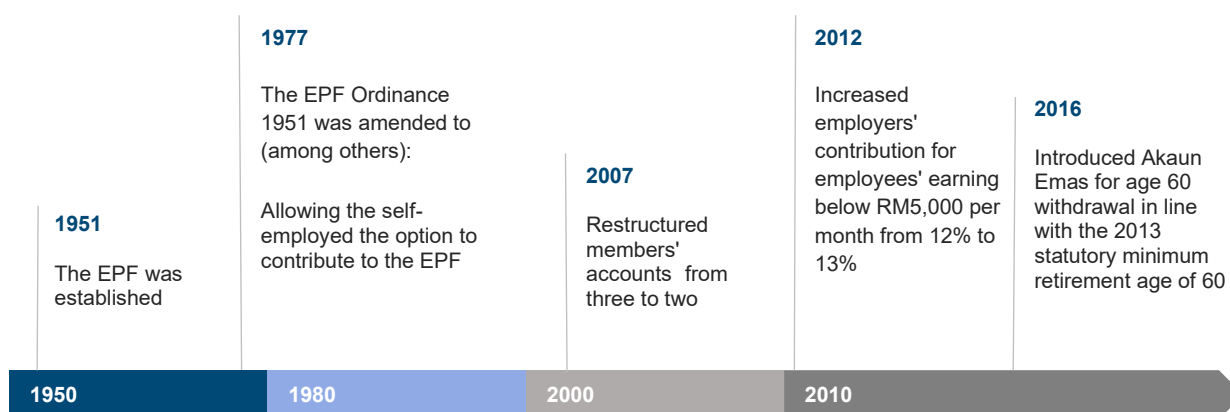 1951
The EPF was
established
1977
The EPF Ordinance
1951 was amended to
(among others):
Allowing the self-
employed the option to
contribute to the EPF
2007
Restructured
members'
accounts from
three to two
2012
Increased
employers'
contribution for
employees' earning
below RM5,000 per
month from 12% to
13%
2016
Introduced Akaun
Emas for age 60
withdrawal in line
with the 2013
statutory minimum
retirement age of 60
1950
1980
2000
2010